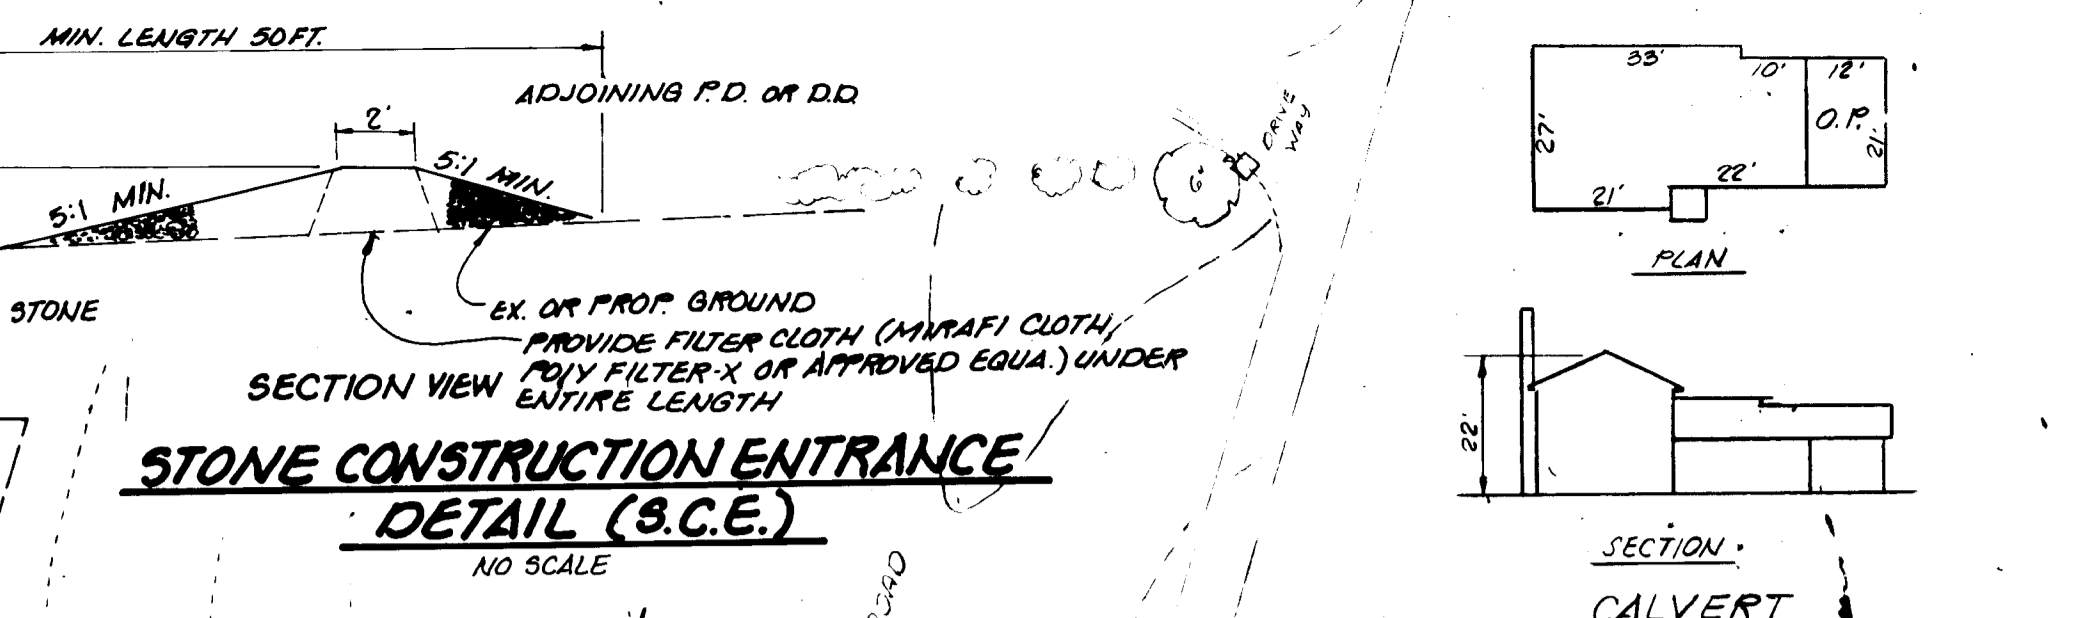 MIN. LENGTH 50FT.
ADJOINING P.D. OR D.D.
2'
5:1 MIN.
5:1 MIN.
STONE
EX. OR PROP. GROUND
PROVIDE FILTER CLOTH (MIRAFI CLOTH,
POLY FILTER-X OR APPROVED EQUA.) UNDER
ENTIRE LENGTH
SECTION VIEW
STONE CONSTRUCTION ENTRANCE
DETAIL (S.C.E.)
NO SCALE
DRIVE
WAY
6"
33'
10'
12'
27'
O.P.
21'
22'
21'
PLAN
22'
SECTION
CALVERT